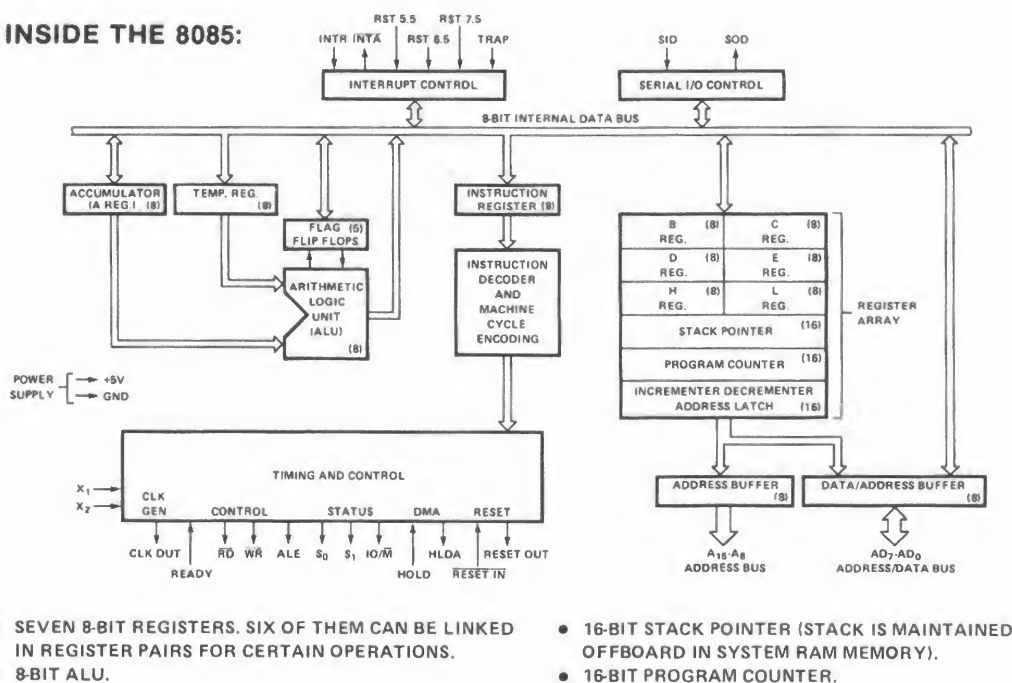 INSIDE THE 8085:
RST 5.5 RST 7.5
INTR I̅N̅T̅A̅ RST 6.5 TRAP
INTERRUPT CONTROL
SID SOD
SERIAL I/O CONTROL
8-BIT INTERNAL DATA BUS
ACCUMULATOR
(A REG.) (8)
TEMP. REG.
(8)
FLAG (5)
FLIP FLOPS
ARITHMETIC
LOGIC
UNIT
(ALU)
(8)
INSTRUCTION
REGISTER (8)
INSTRUCTION
DECODER
AND
MACHINE
CYCLE
ENCODING
B (8) C (8)
REG. REG.
D (8) E (8)
REG. REG.
H (8) L (8)
REG. REG.
STACK POINTER (16)
PROGRAM COUNTER (16)
INCREMENTER DECREMENTER
ADDRESS LATCH (16)
REGISTER
ARRAY
POWER
SUPPLY
+5V
GND
TIMING AND CONTROL
X₁
X₂
CLK
GEN CONTROL STATUS DMA RESET
CLK OUT R̅D̅ W̅R̅ ALE S₀ S₁ IO/M̅ HLDA RESET OUT
READY HOLD R̅E̅S̅E̅T̅ I̅N̅
ADDRESS BUFFER
(8)
DATA/ADDRESS BUFFER
(8)
A₁₅-A₈
ADDRESS BUS
AD₇-AD₀
ADDRESS/DATA BUS
SEVEN 8-BIT REGISTERS. SIX OF THEM CAN BE LINKED
IN REGISTER PAIRS FOR CERTAIN OPERATIONS.
8-BIT ALU.
• 16-BIT STACK POINTER (STACK IS MAINTAINED
OFFBOARD IN SYSTEM RAM MEMORY).
• 16-BIT PROGRAM COUNTER.